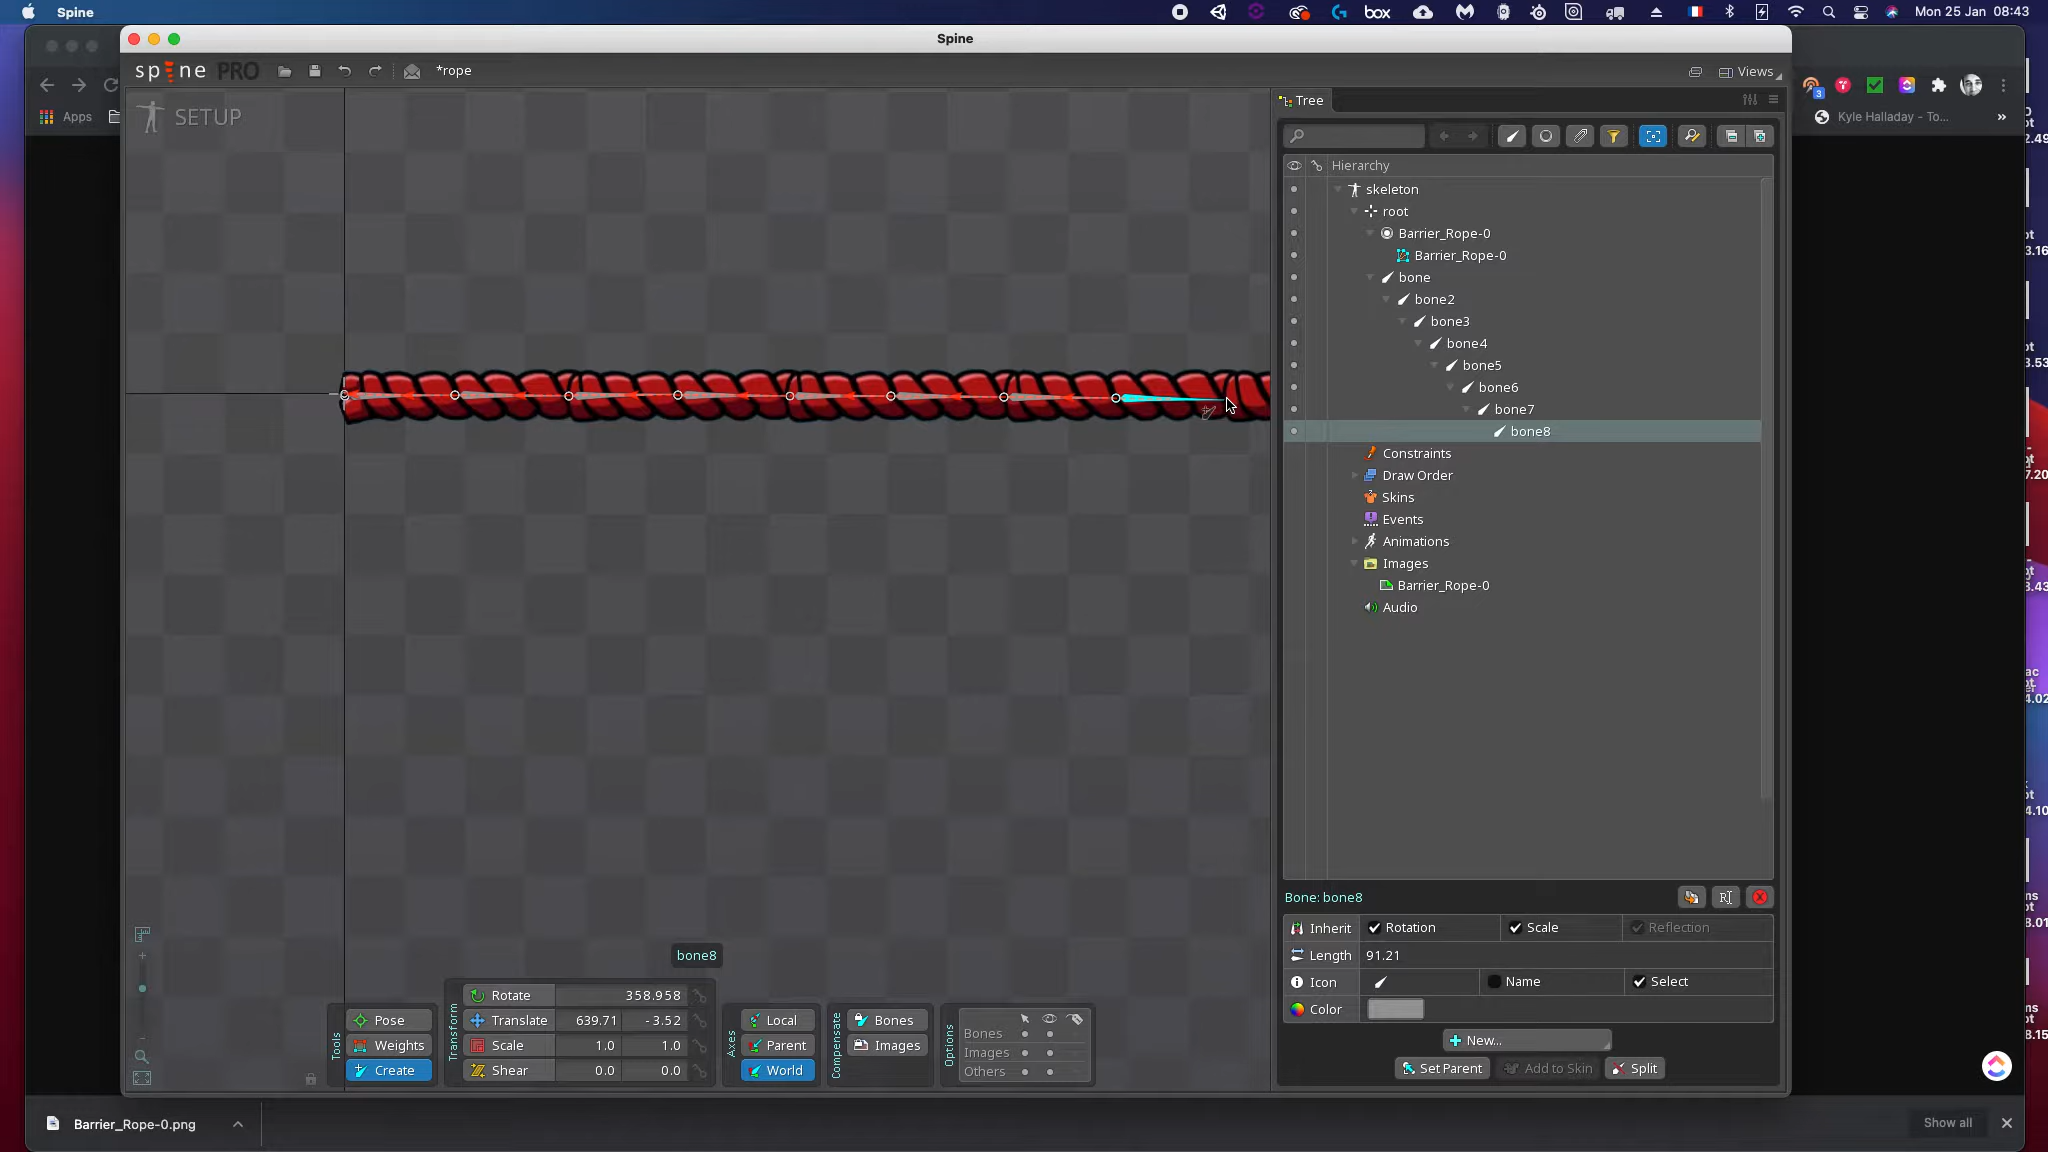 Spine
Mon 25 Jan 08:43
box
Spine
spine PRO
*rope
Views
Apps
3
Kyle Halladay - To...
»
SETUP
Tree
Hierarchy
skeleton
root
Barrier_Rope-0
Barrier_Rope-0
bone
bone2
bone3
bone4
bone5
bone6
bone7
bone8
Constraints
Draw Order
Skins
Events
Animations
Images
Barrier_Rope-0
Audio
Bone: bone8
Inherit Rotation Scale Reflection
Length 91.21
Icon Name Select
Color
New...
Set Parent Add to Skin Split
bone8
Tools
Pose
Weights
Create
Transform
Rotate 358.958
Translate 639.71 -3.52
Scale 1.0 1.0
Shear 0.0 0.0
Axes
Local
Parent
World
Compensate
Bones
Images
Options
Bones
Images
Others
Barrier_Rope-0.png
Show all